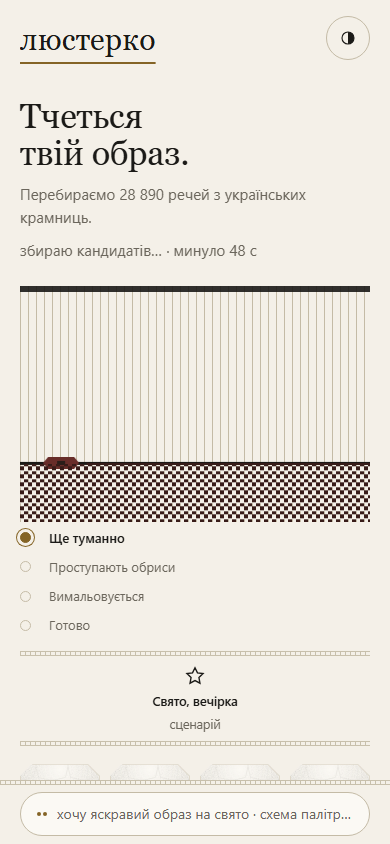 люстерко
Тчеться
твій образ.
Перебираємо 28 890 речей з українських
крамниць.
збираю кандидатів... · минуло 48 с
Ще туманно
Проступають обриси
Вимальовується
Готово
Свято, вечірка
сценарій
хочу яскравий образ на свято · схема палітр...